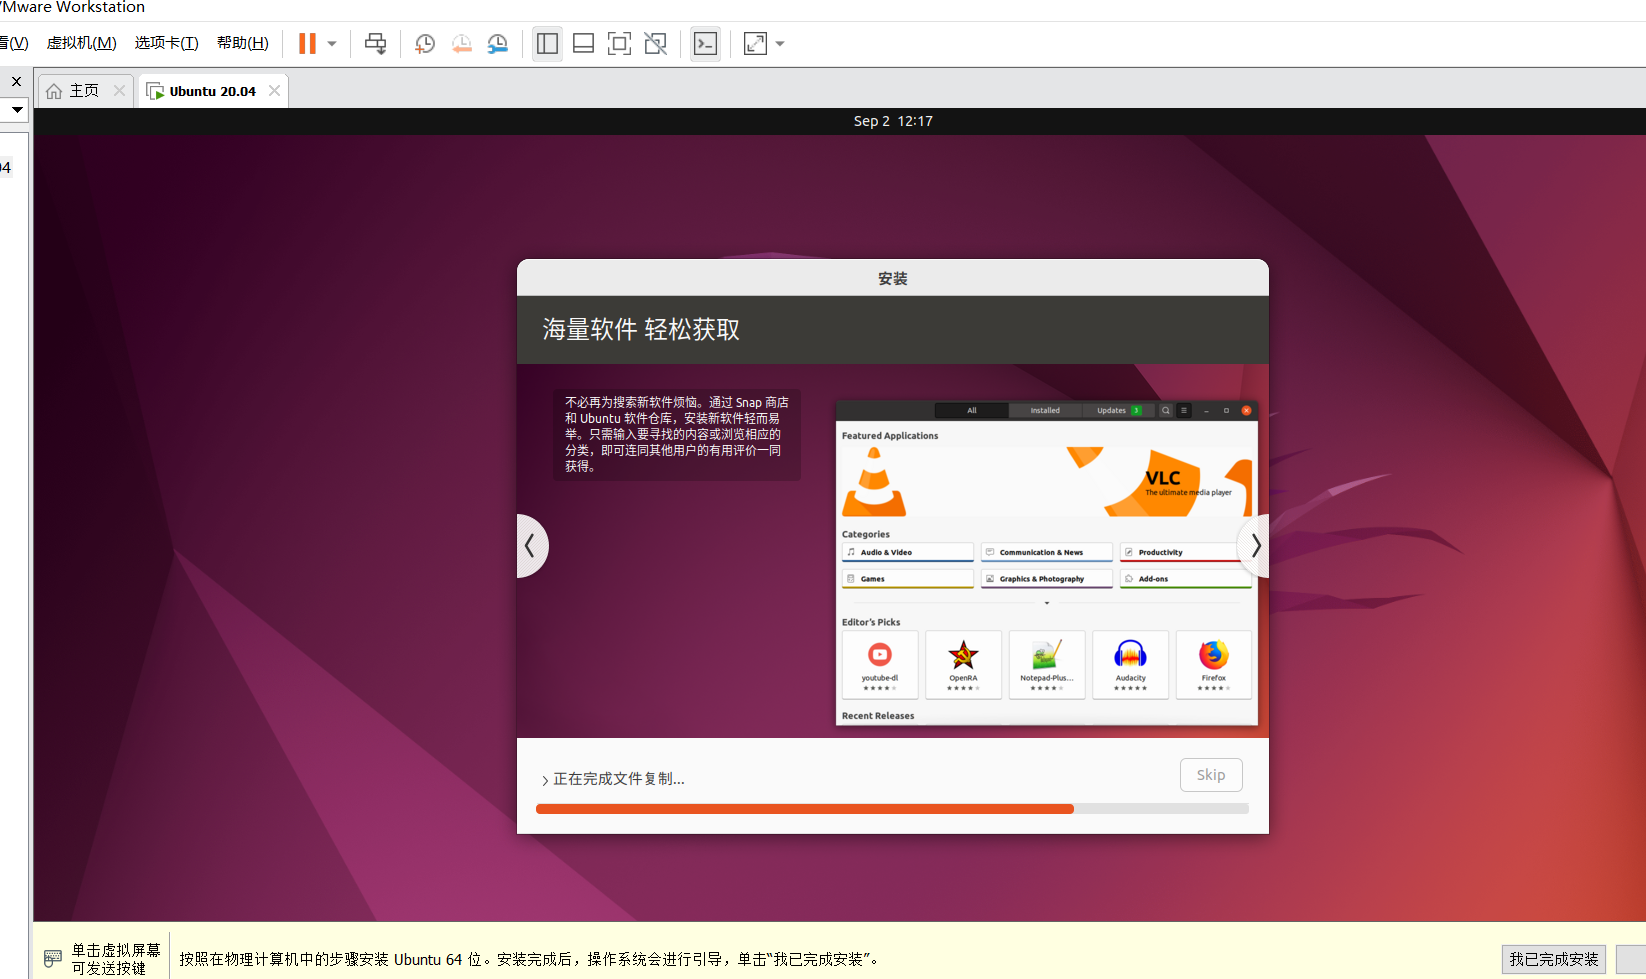 VMware Workstation
看(V) 虚拟机(M) 选项卡(T) 帮助(H)
主页
Ubuntu 20.04
Sep 2 12:17
04
安装
海量软件 轻松获取
不必再为搜索新软件烦恼。通过 Snap 商店
和 Ubuntu 软件仓库，安装新软件轻而易
举。只需输入要寻找的内容或浏览相应的
分类，即可连同其他用户的有用评价一同
获得。
All Installed Updates 3
Featured Applications
VLC
The ultimate media player
Categories
Audio & Video Communication & News Productivity
Games Graphics & Photography Add-ons
Editor's Picks
youtube-dl OpenRA Notepad-Plus... Audacity Firefox
Recent Releases
正在完成文件复制...
Skip
单击虚拟屏幕
可发送按键
按照在物理计算机中的步骤安装 Ubuntu 64 位。安装完成后，操作系统会进行引导，单击“我已完成安装”。
我已完成安装